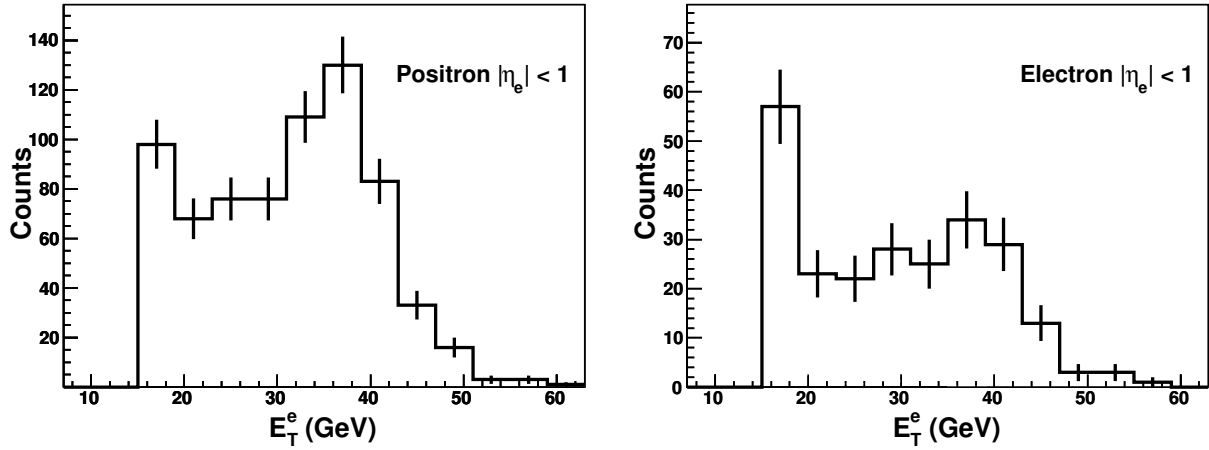 Counts
140
120
100
80
60
40
20
10 20 30 40 50 60
E_T^e (GeV)
Positron |η_e| < 1
Counts
70
60
50
40
30
20
10
0
10 20 30 40 50 60
E_T^e (GeV)
Electron |η_e| < 1